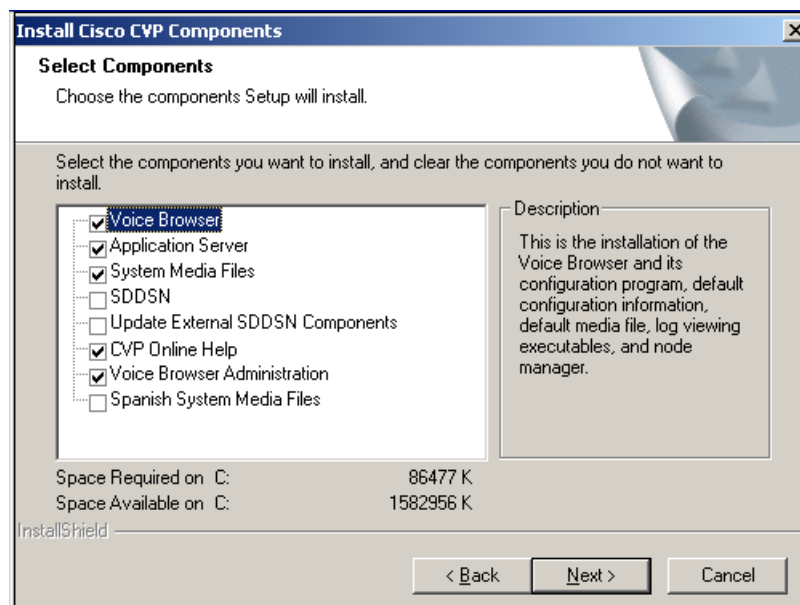 Install Cisco CVP Components
Select Components
Choose the components Setup will install.
Select the components you want to install, and clear the components you do not want to
install.
Voice Browser
Application Server
System Media Files
SDDSN
Update External SDDSN Components
CVP Online Help
Voice Browser Administration
Spanish System Media Files
Description
This is the installation of the
Voice Browser and its
configuration program, default
configuration information,
default media file, log viewing
executables, and node
manager.
Space Required on C: 86477 K
Space Available on C: 1582956 K
InstallShield
< Back Next > Cancel